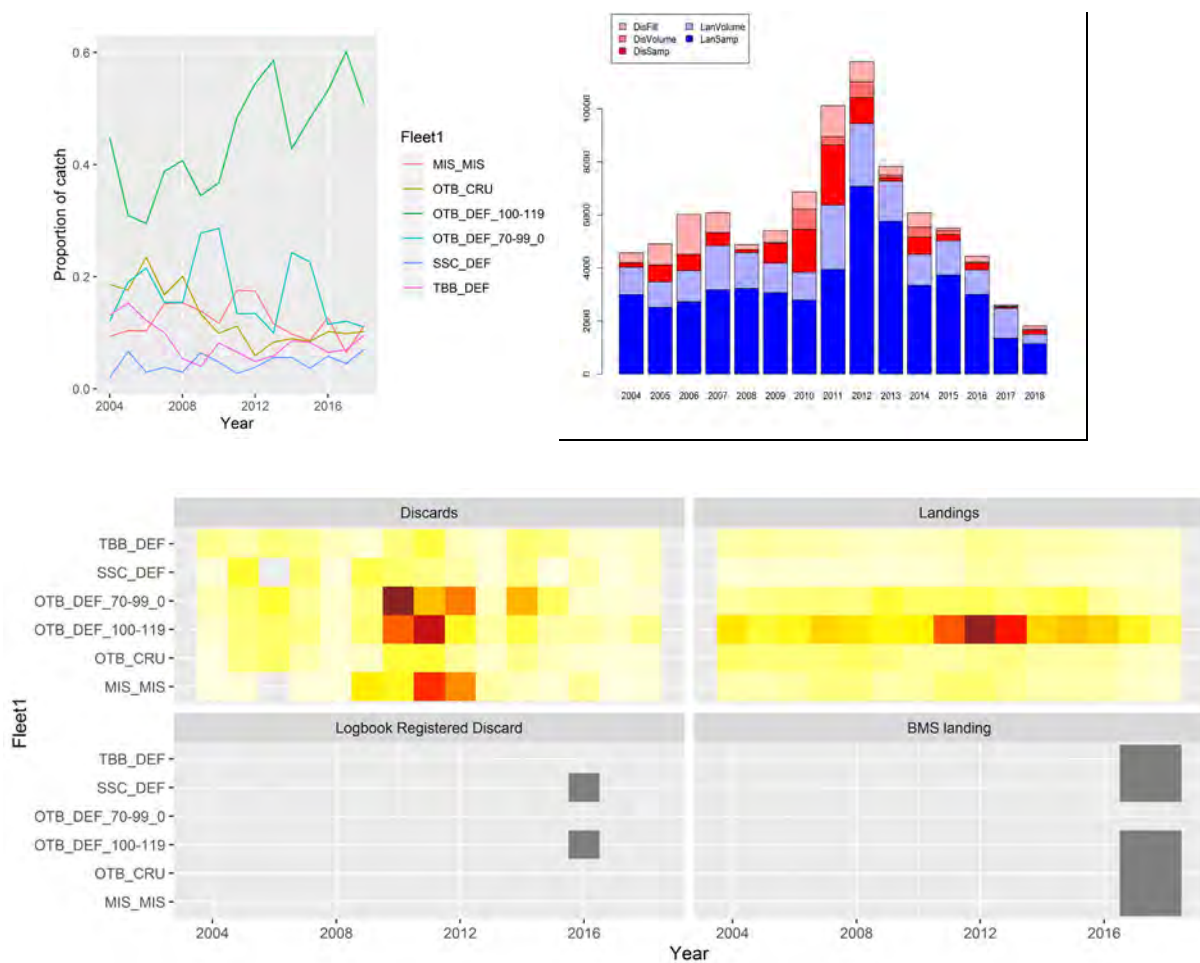 0.6
0.4
0.2
0.0
Proportion of catch
2004 2008 2012 2016
Year
Fleet1
MIS_MIS
OTB_CRU
OTB_DEF_100-119
OTB_DEF_70-99_0
SSC_DEF
TBB_DEF
DisFill LanVolume
DisVolume LanSamp
DisSamp
10000
8000
6000
4000
2000
0
2004 2005 2006 2007 2008 2009 2010 2011 2012 2013 2014 2015 2016 2017 2018
Discards Landings
TBB_DEF
SSC_DEF
OTB_DEF_70-99_0
OTB_DEF_100-119
OTB_CRU
MIS_MIS
Fleet1
Logbook Registered Discard BMS landing
TBB_DEF
SSC_DEF
OTB_DEF_70-99_0
OTB_DEF_100-119
OTB_CRU
MIS_MIS
2004 2008 2012 2016 2004 2008 2012 2016
Year